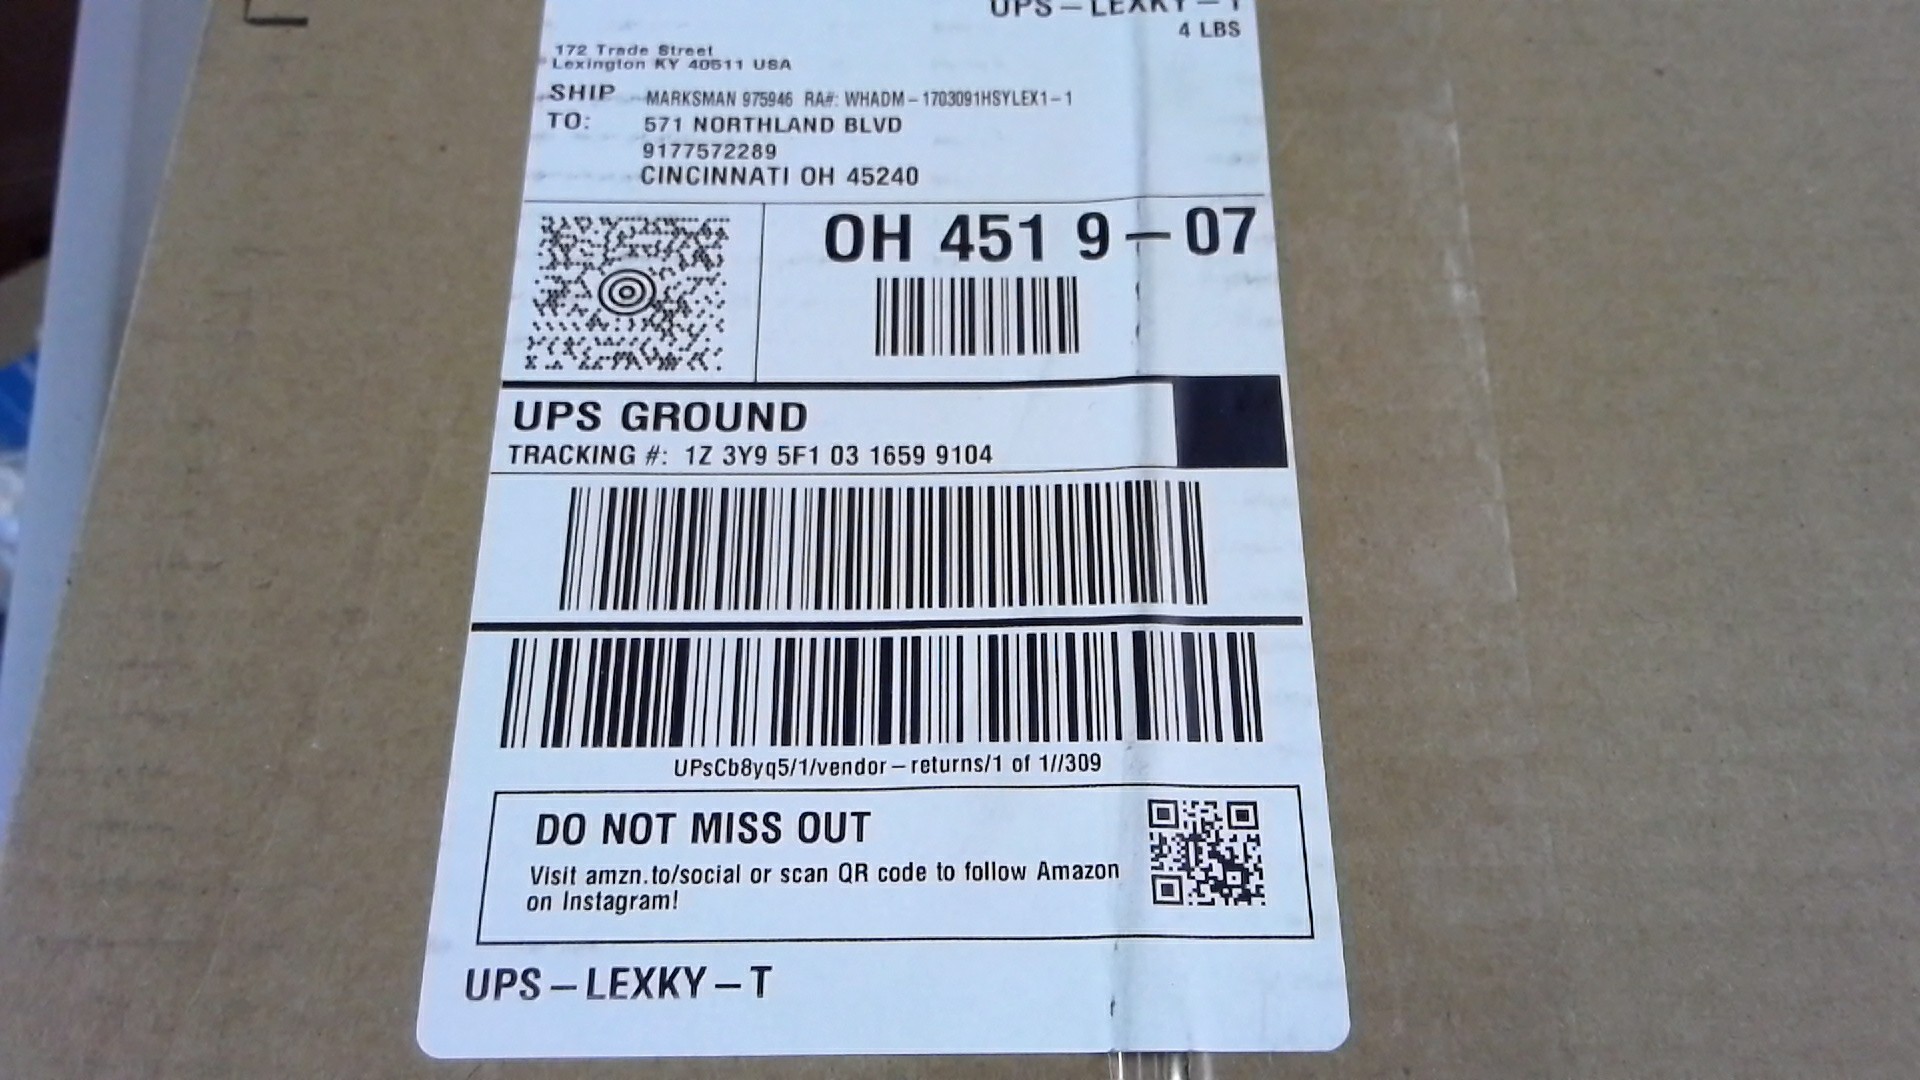 UPS-LEXKY-T
4 LBS
172 Trade Street
Lexington KY 40511 USA
SHIP TO:
MARKSMAN 975946 RA#: WHADM-1703091HSYLEX1-1
571 NORTHLAND BLVD
9177572289
CINCINNATI OH 45240
OH 451 9-07
UPS GROUND
TRACKING #: 1Z 3Y9 5F1 03 1659 9104
UPsCb8yq5/1/vendor-returns/1 of 1//309
DO NOT MISS OUT
Visit amzn.to/social or scan QR code to follow Amazon
on Instagram!
UPS-LEXKY-T